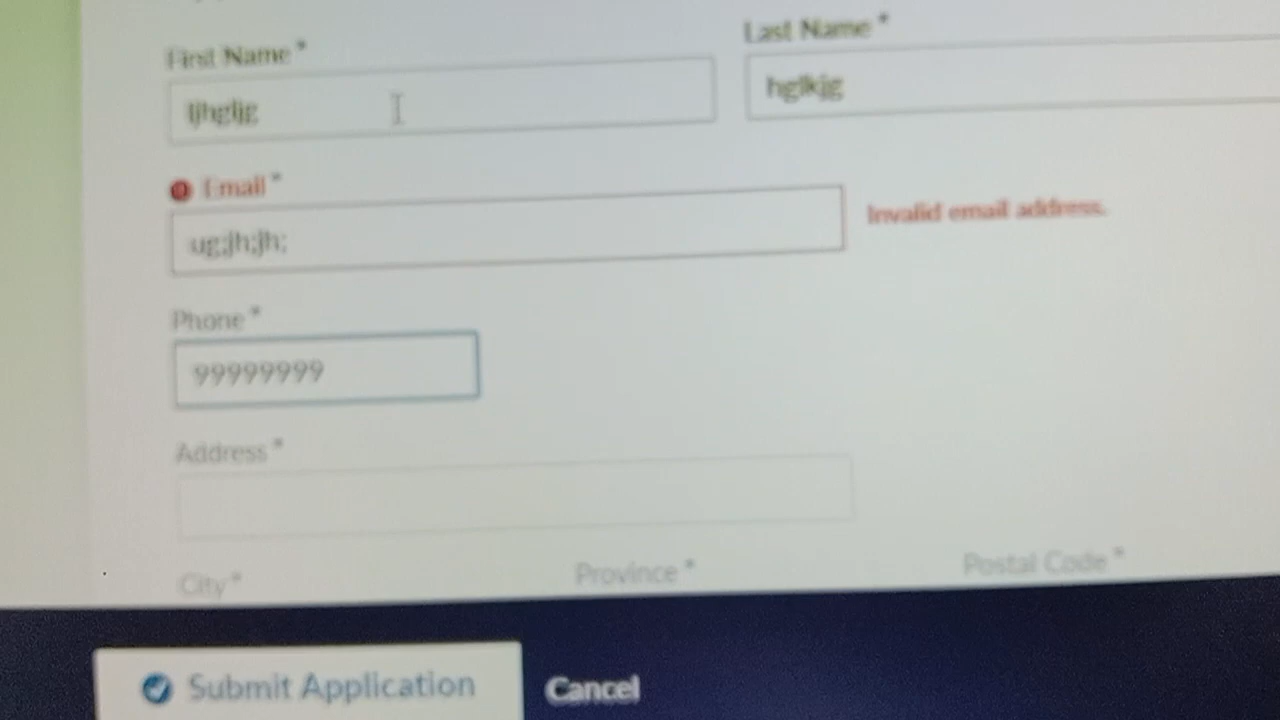 First Name * Last Name *
ljhgljg hglkjg
Email *
ug;jh;jh; Invalid email address.
Phone *
99999999
Address *
City * Province * Postal Code *
Submit Application Cancel